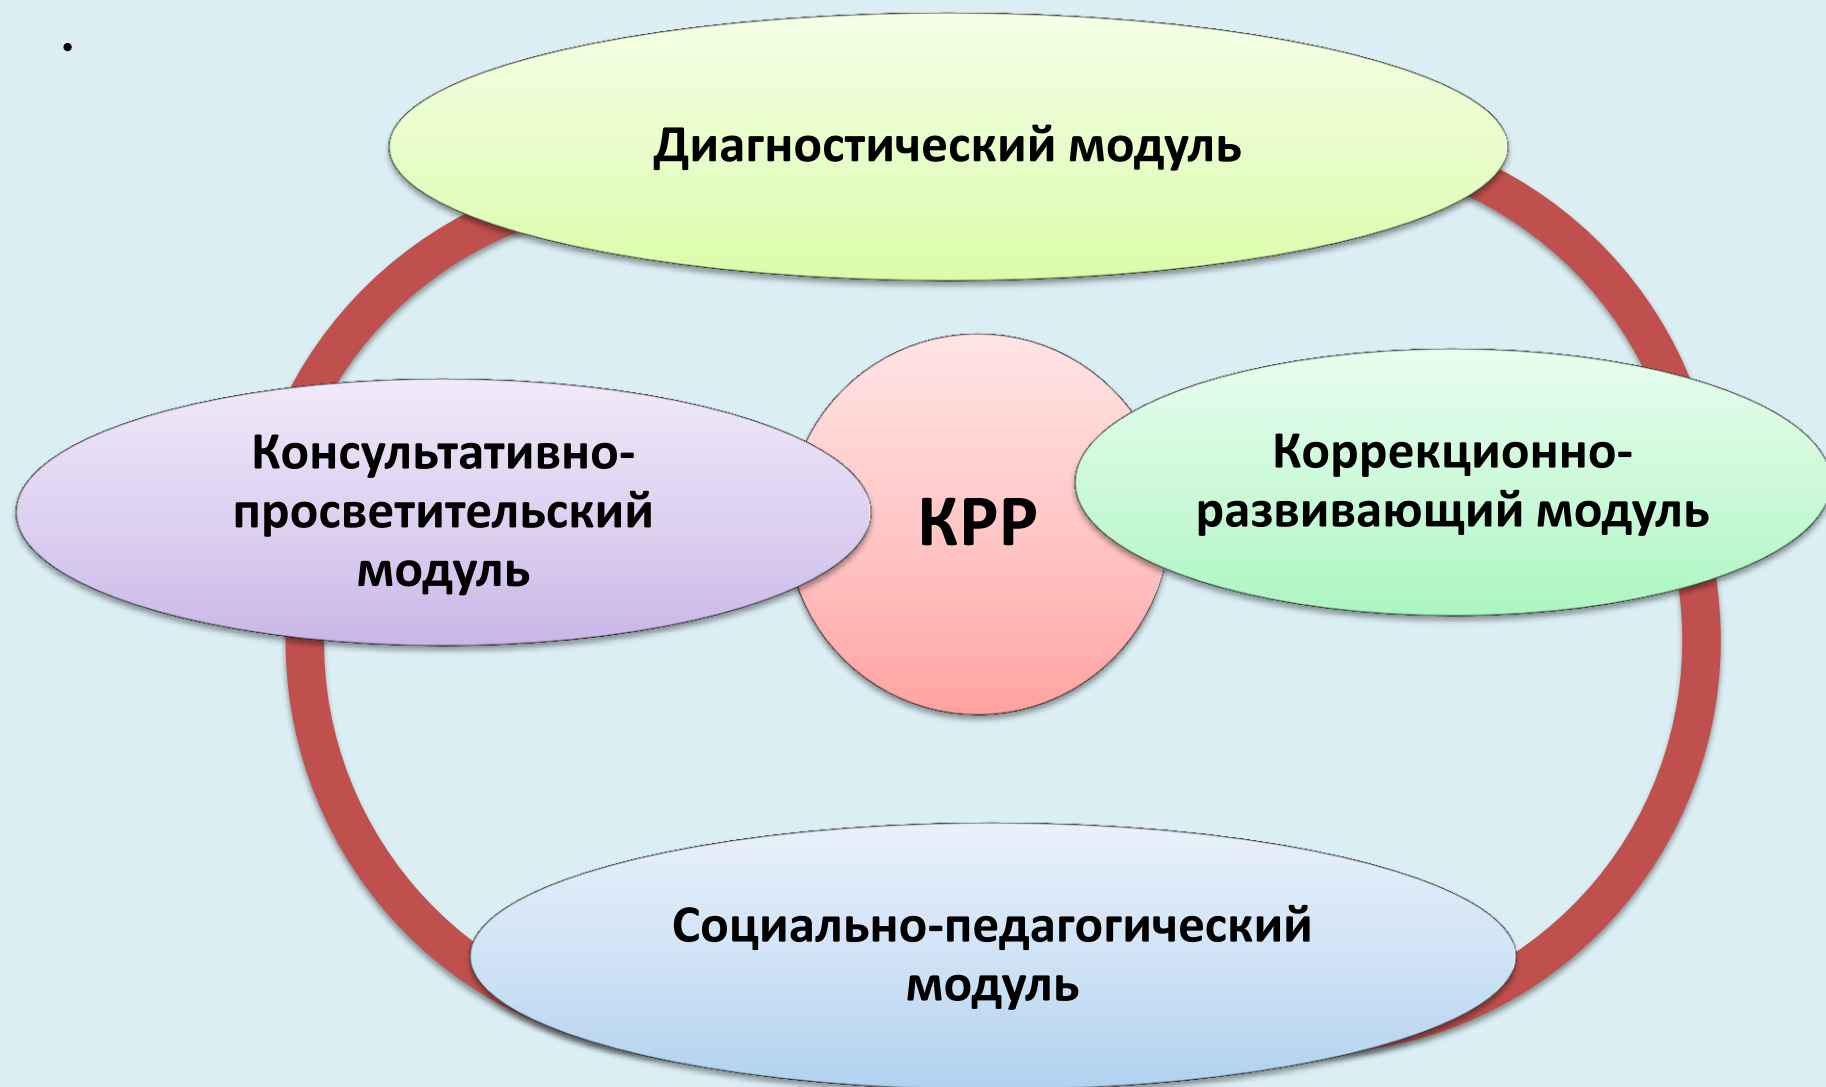 Диагностический модуль
Консультативно-
просветительский
модуль
КРР
Коррекционно-
развивающий модуль
Социально-педагогический
модуль